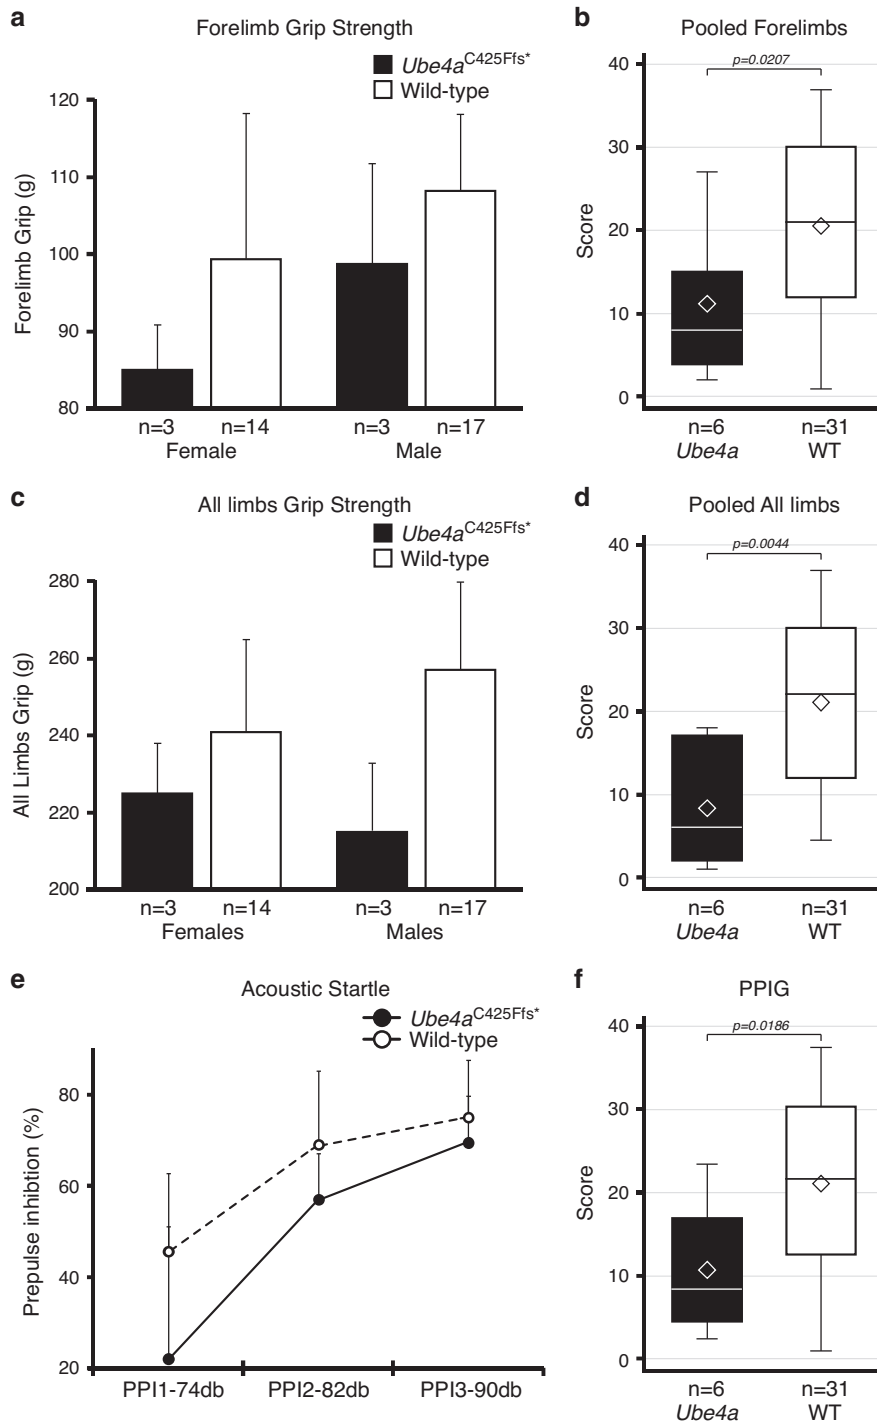 a
Forelimb Grip Strength
Ube4aC425Ffs*
Wild-type
Forelimb Grip (g)
120
110
100
90
80
n=3 n=14 n=3 n=17
Female Male
b
Pooled Forelimbs
p=0.0207
Score
40
30
20
10
0
n=6 n=31
Ube4a WT
c
All limbs Grip Strength
Ube4aC425Ffs*
Wild-type
All Limbs Grip (g)
280
260
240
220
200
n=3 n=14 n=3 n=17
Females Males
d
Pooled All limbs
p=0.0044
Score
40
30
20
10
0
n=6 n=31
Ube4a WT
e
Acoustic Startle
Ube4aC425Ffs*
Wild-type
Prepulse inhibtion (%)
80
60
40
20
PPI1-74db PPI2-82db PPI3-90db
f
PPIG
p=0.0186
Score
40
30
20
10
0
n=6 n=31
Ube4a WT